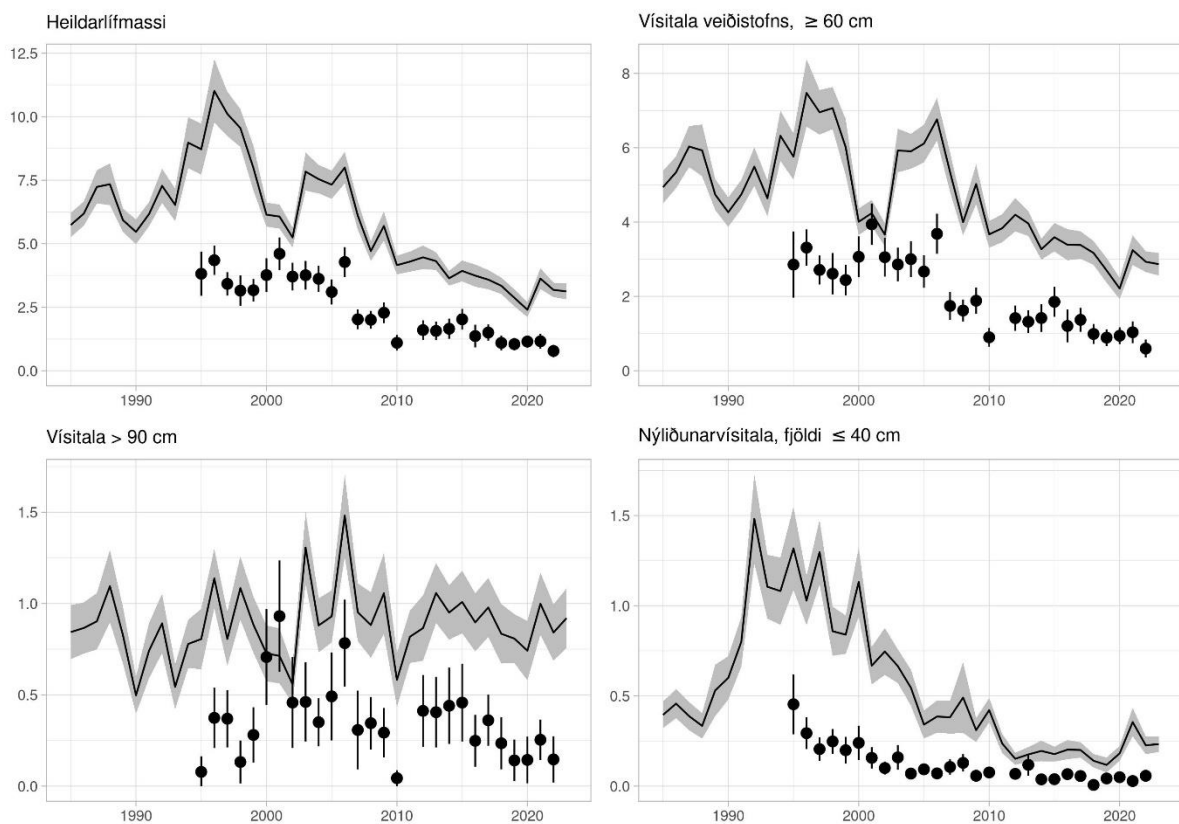 Heildarlífmassi
12.5
10.0
7.5
5.0
2.5
0.0
1990 2000 2010 2020
Vísitala veiðistofns, ≥ 60 cm
8
6
4
2
0
1990 2000 2010 2020
Vísitala > 90 cm
1.5
1.0
0.5
0.0
1990 2000 2010 2020
Nýliðunarvísitala, fjöldi ≤ 40 cm
1.5
1.0
0.5
0.0
1990 2000 2010 2020